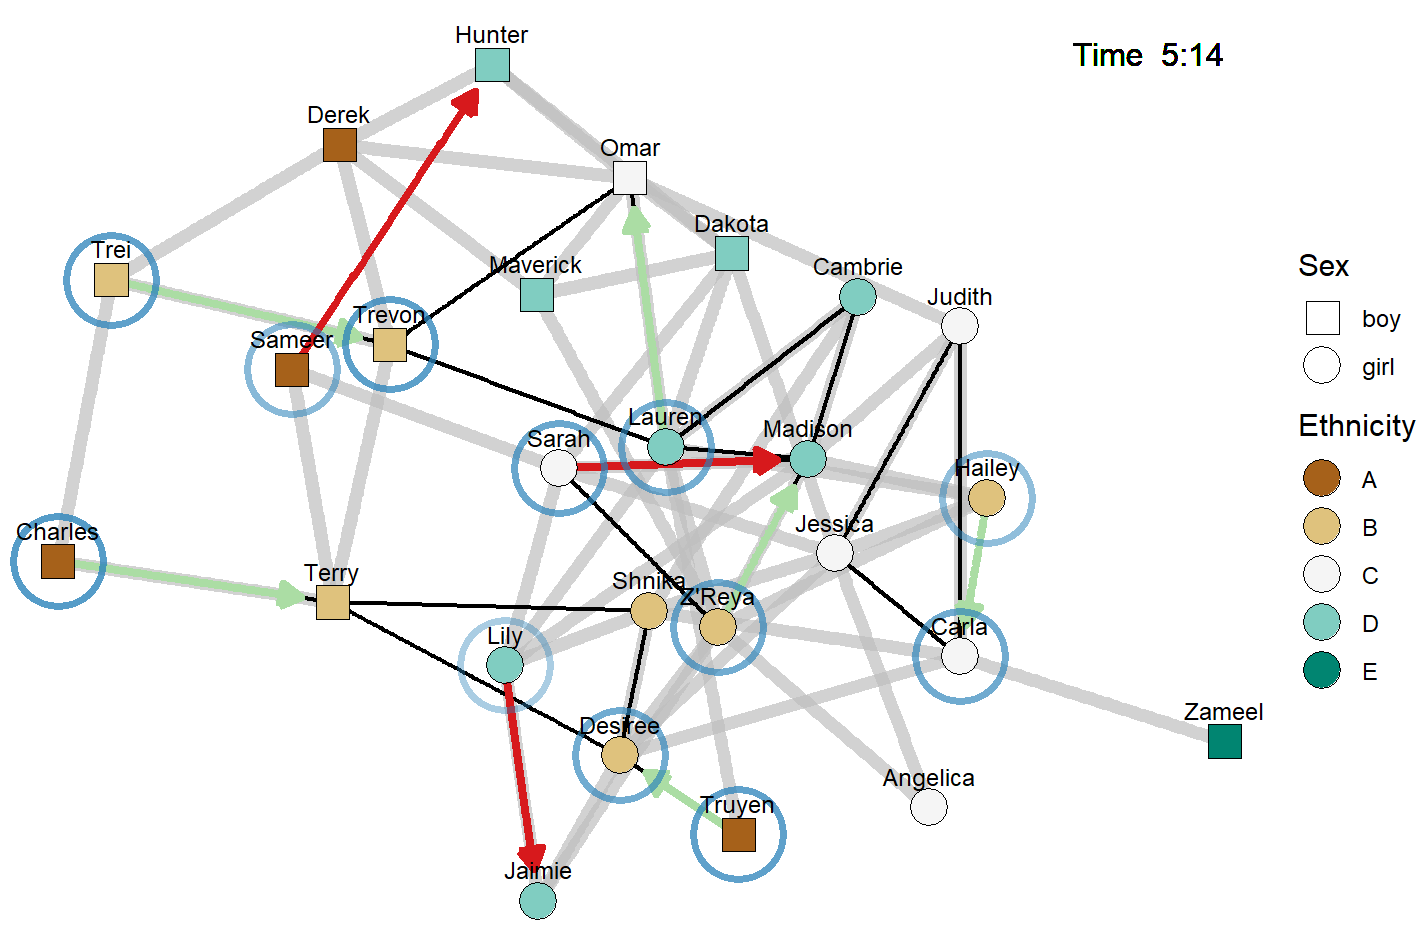 Hunter
Time 5:14
Derek
Omar
Dakota
Trei
Maverick
Cambrie
Judith
Trevon
Sameer
Lauren
Sarah
Madison
Hailey
Charles
Jessica
Terry
Shnika
Z'Reya
Lily
Carla
Desiree
Zameel
Angelica
Truyen
Jaimie
Sex
boy
girl
Ethnicity
A
B
C
D
E